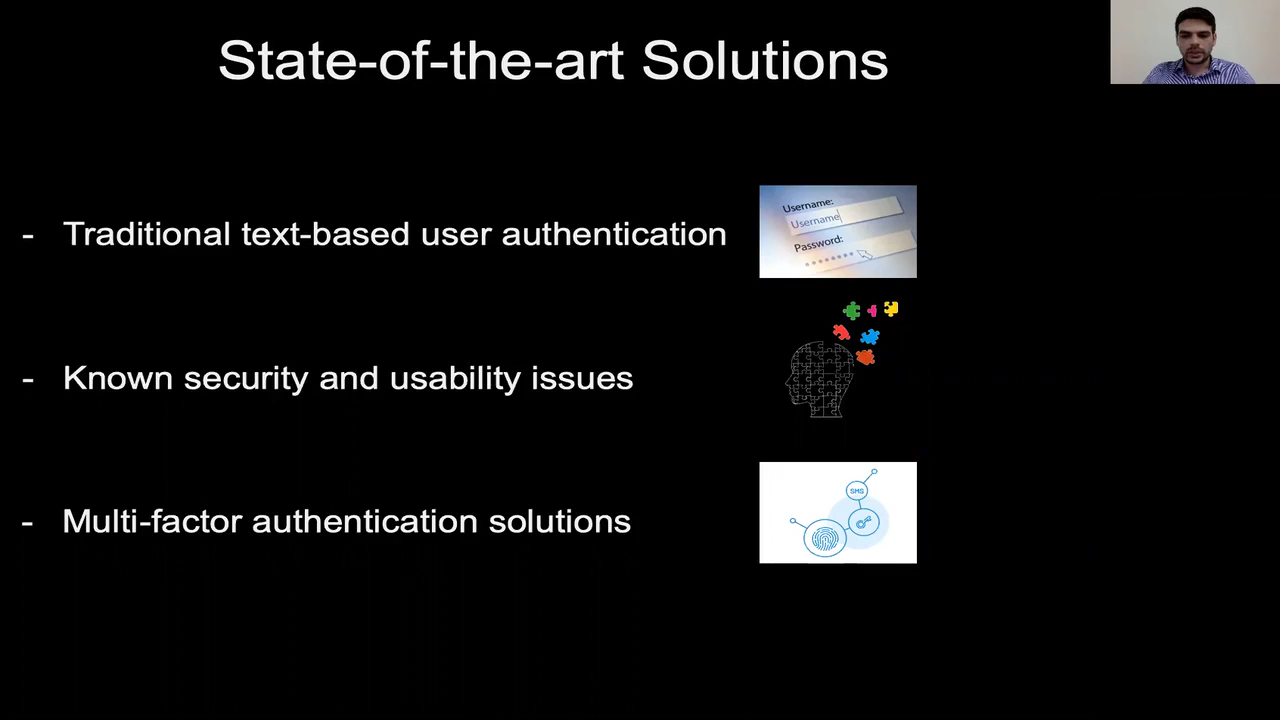 State-of-the-art Solutions
- Traditional text-based user authentication
Username:
Username
Password:
- Known security and usability issues
- Multi-factor authentication solutions
SMS